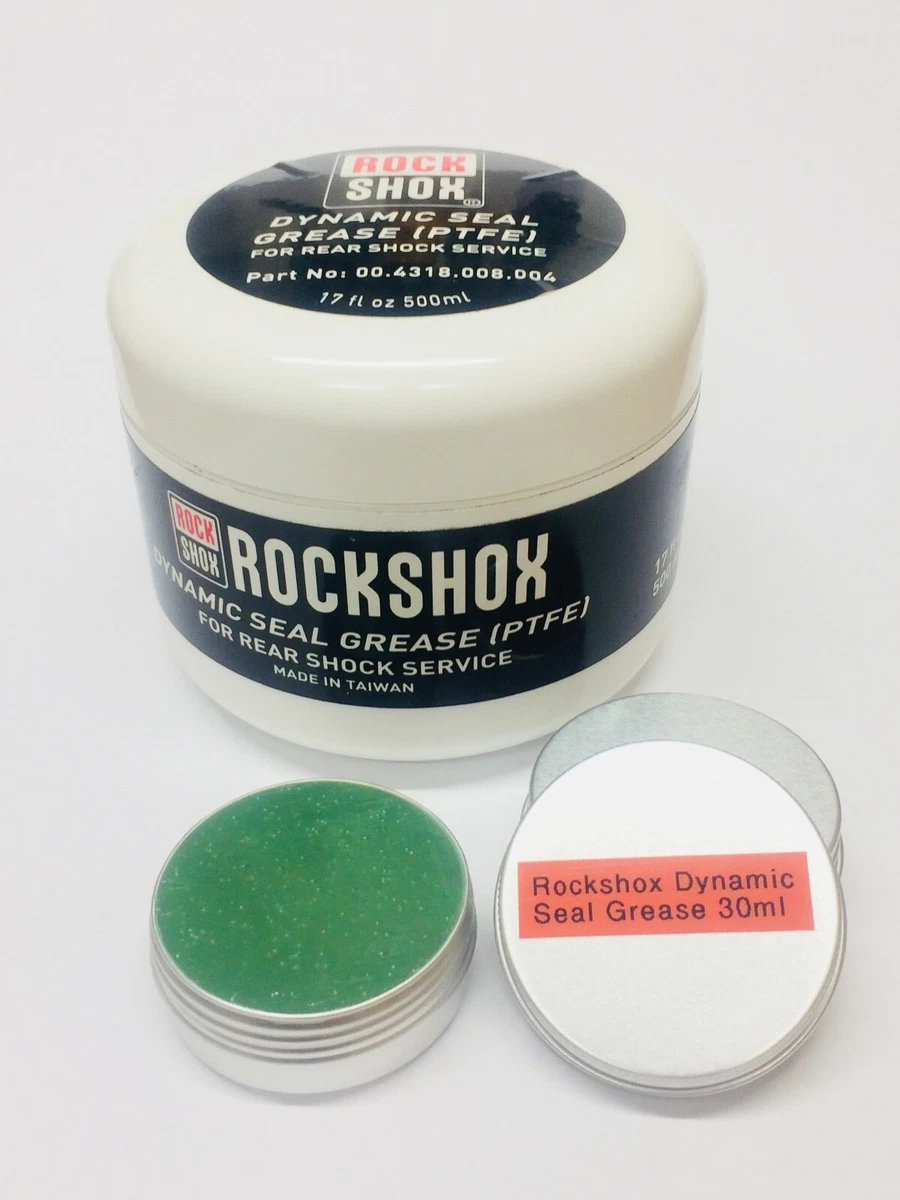 ROCK
SHOX
DYNAMIC SEAL
GREASE (PTFE)
FOR REAR SHOCK SERVICE
Part No: 00.4318.008.004
17 fl oz 500ml
ROCK
SHOX
ROCKSHOX
DYNAMIC SEAL GREASE (PTFE)
FOR REAR SHOCK SERVICE
MADE IN TAIWAN
17
Rockshox Dynamic
Seal Grease 30ml